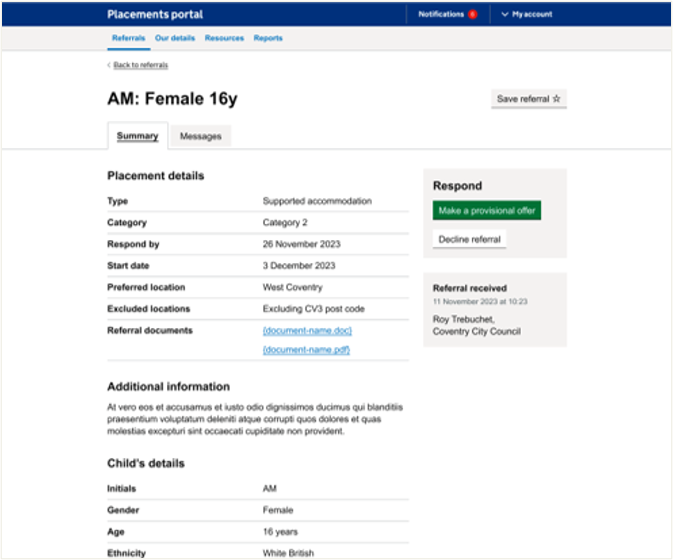 Placements portal
Notifications
My account
Referrals Our details Resources Reports
Back to referrals
AM: Female 16y
Save referral
Summary Messages
Placement details
Type Supported accommodation
Category Category 2
Respond by 26 November 2023
Start date 3 December 2023
Preferred location West Coventry
Excluded locations Excluding CV3 post code
Referral documents {document-name.doc}
{document-name.pdf}
Respond
Make a provisional offer
Decline referral
Referral received
11 November 2023 at 10:23
Roy Trebuchet,
Coventry City Council
Additional information
At vero eos et accusamus et iusto odio dignissimos ducimus qui blanditiis
praesentium voluptatum deleniti atque corrupti quos dolores et quas
molestias excepturi sint occaecati cupiditate non provident.
Child's details
Initials AM
Gender Female
Age 16 years
Ethnicity White British